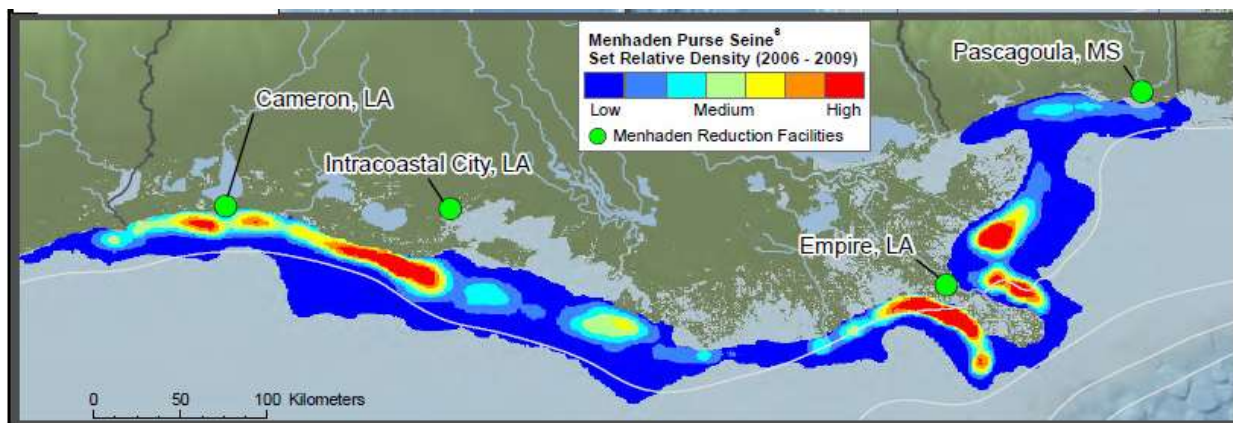 Menhaden Purse Seine⁸
Set Relative Density (2006 - 2009)
Low Medium High
Menhaden Reduction Facilities
Pascagoula, MS
Cameron, LA
Intracoastal City, LA
Empire, LA
0 50 100 Kilometers